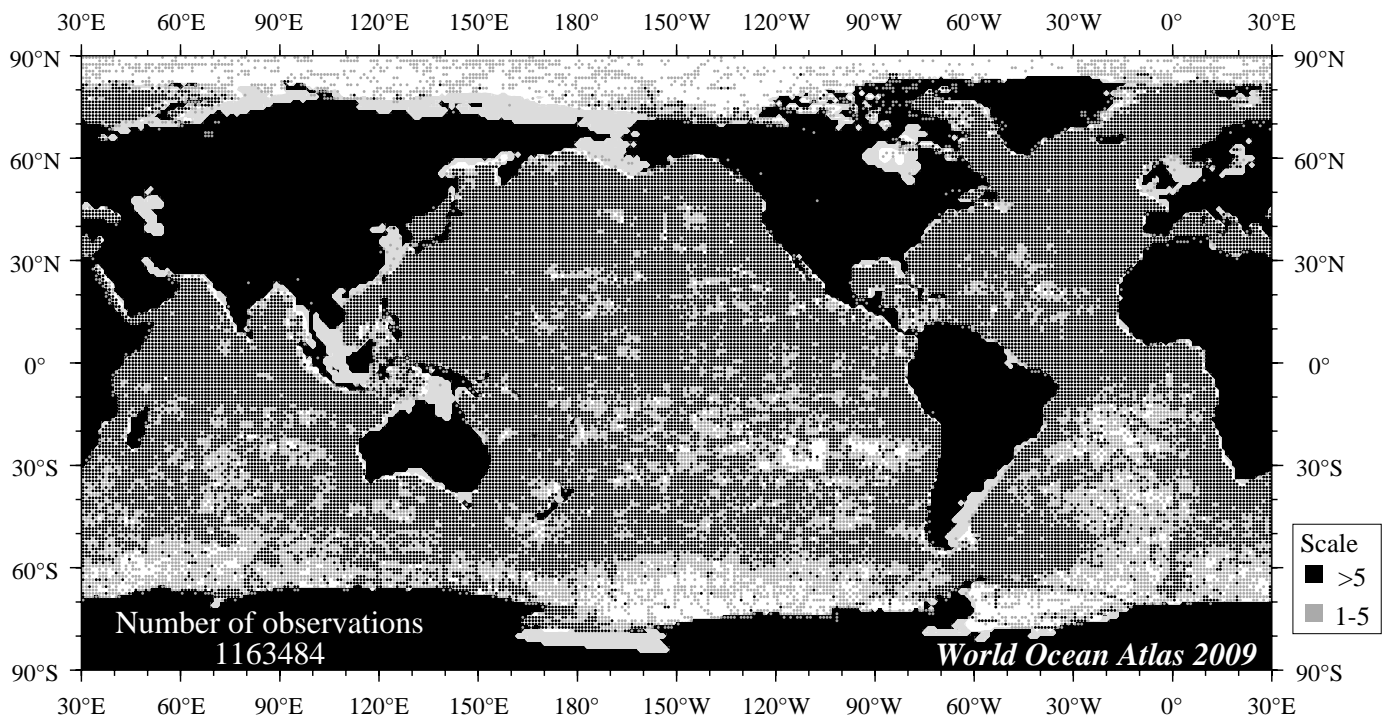 30°E 60°E 90°E 120°E 150°E 180° 150°W 120°W 90°W 60°W 30°W 0° 30°E
90°N 90°N
60°N 60°N
30°N 30°N
0° 0°
30°S 30°S
Scale
>5
60°S 60°S
1-5
Number of observations
1163484
World Ocean Atlas 2009
90°S 90°S
30°E 60°E 90°E 120°E 150°E 180° 150°W 120°W 90°W 60°W 30°W 0° 30°E